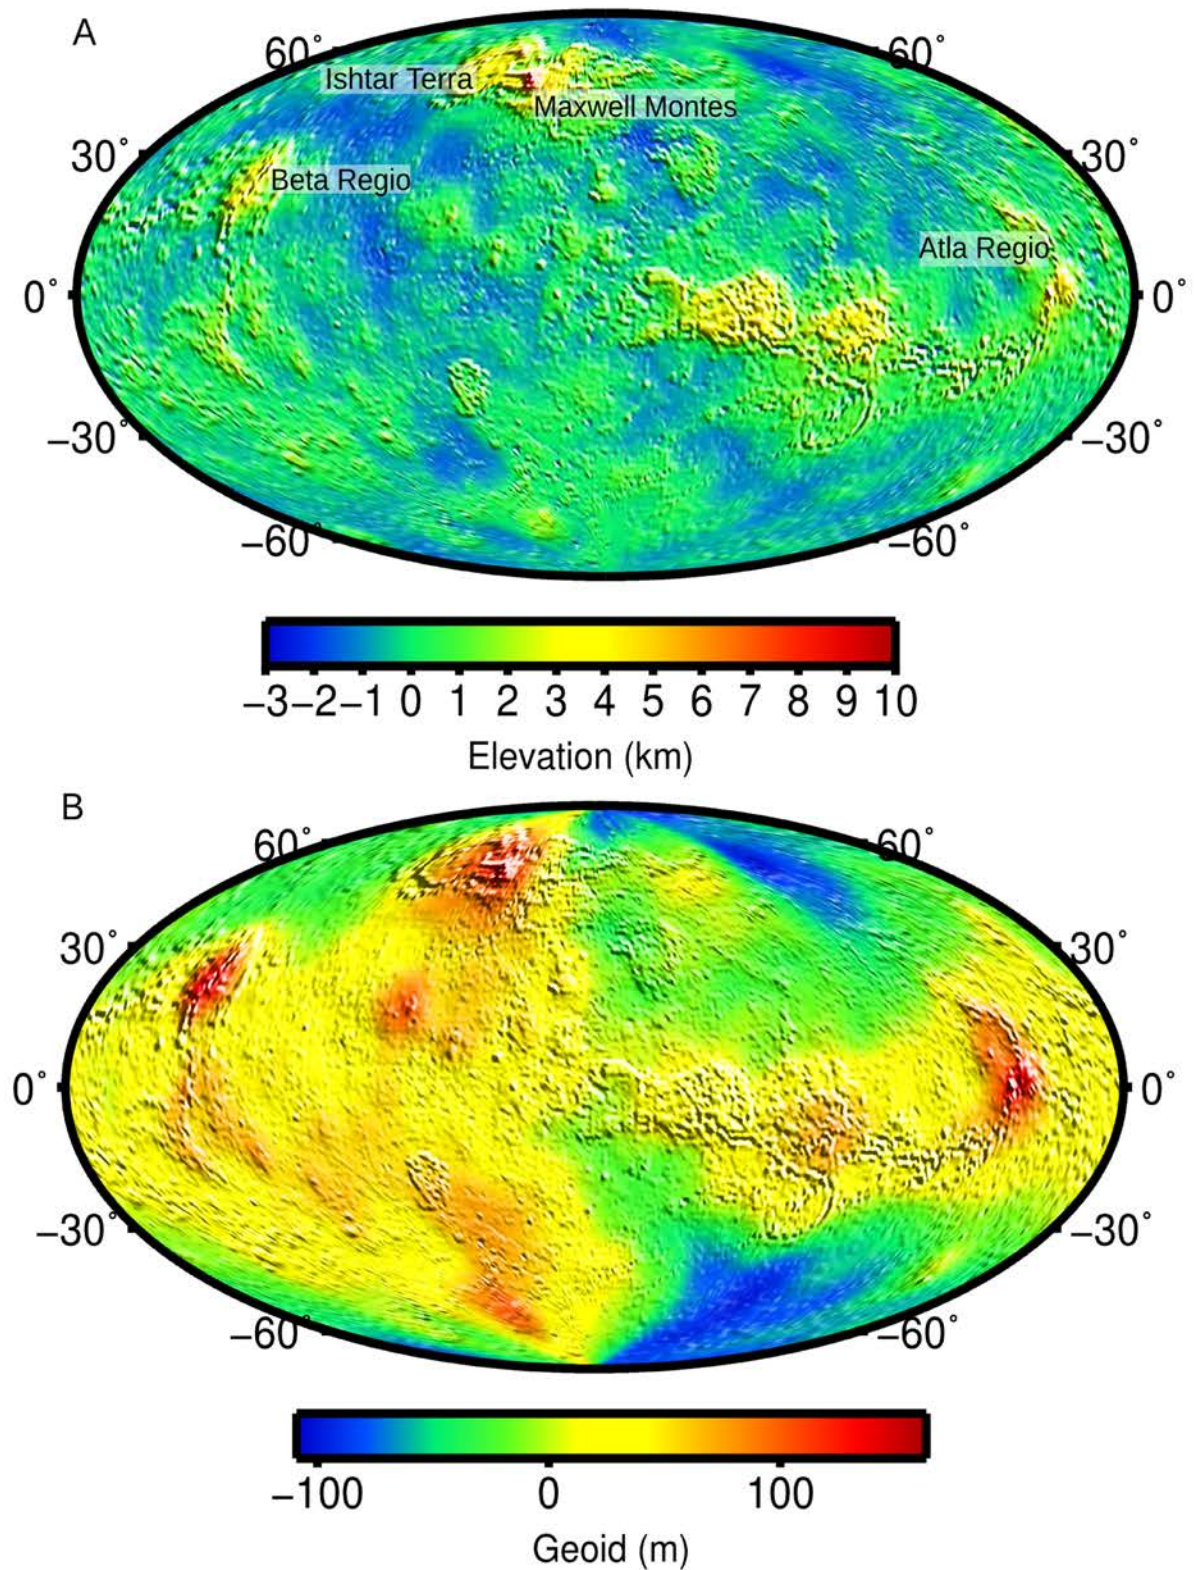 A
60° 60°
Ishtar Terra
Maxwell Montes
30° 30°
Beta Regio
Atla Regio
0° 0°
−30° −30°
−60° −60°
−3 −2 −1 0 1 2 3 4 5 6 7 8 9 10
Elevation (km)
B
60° 60°
30° 30°
0° 0°
−30° −30°
−60° −60°
−100 0 100
Geoid (m)